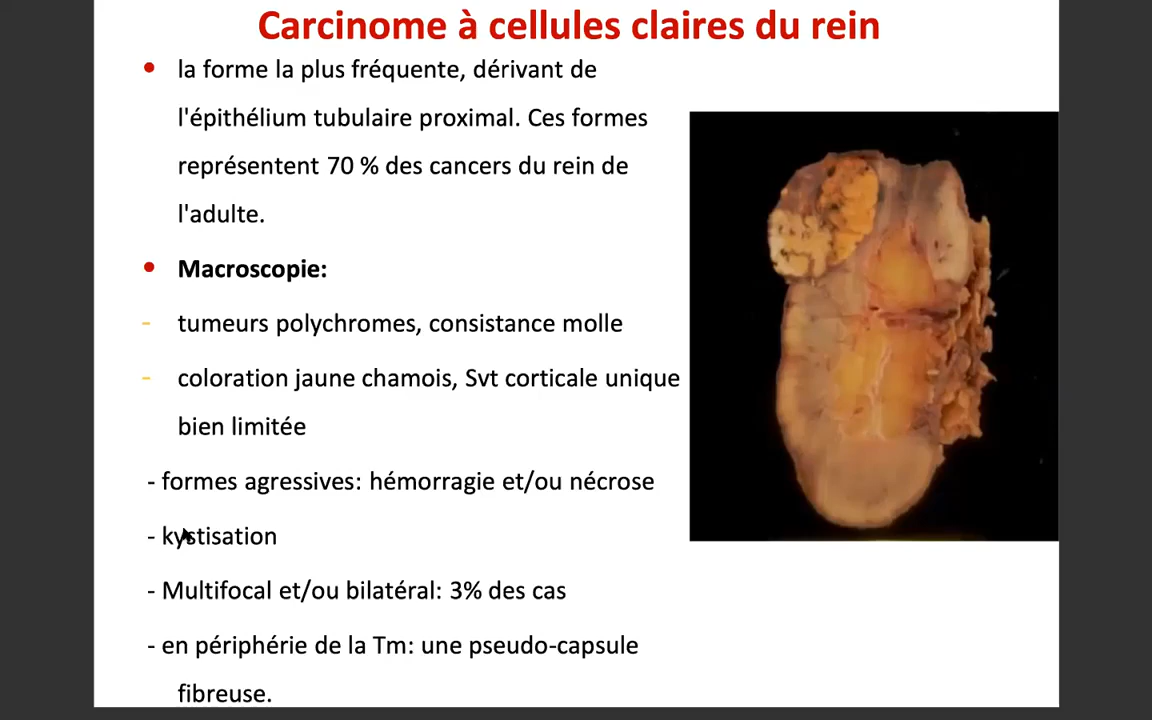 Carcinome à cellules claires du rein
• la forme la plus fréquente, dérivant de
l'épithélium tubulaire proximal. Ces formes
représentent 70 % des cancers du rein de
l'adulte.
• Macroscopie:
- tumeurs polychromes, consistance molle
- coloration jaune chamois, Svt corticale unique
bien limitée
- formes agressives: hémorragie et/ou nécrose
- kystisation
- Multifocal et/ou bilatéral: 3% des cas
- en périphérie de la Tm: une pseudo-capsule
fibreuse.